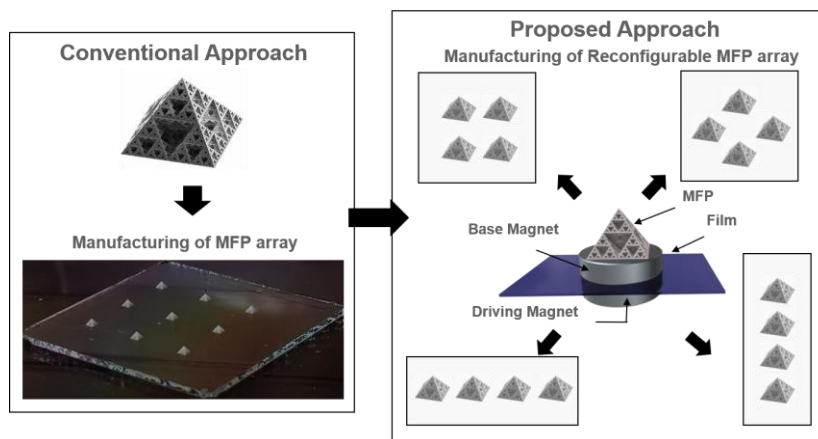 Conventional Approach
Manufacturing of MFP array
Proposed Approach
Manufacturing of Reconfigurable MFP array
MFP
Base Magnet
Film
Driving Magnet